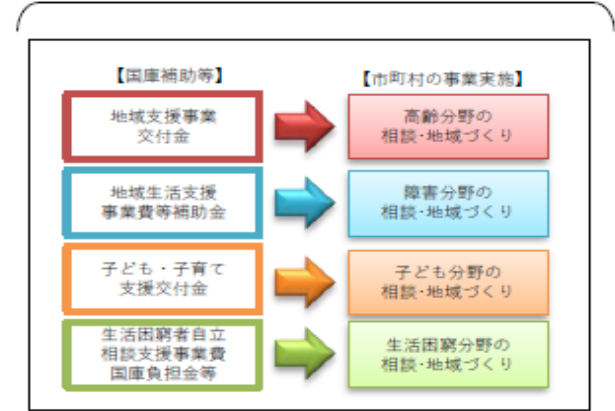 【国庫補助等】
【市町村の事業実施】
地域支援事業
交付金
高齢分野の
相談・地域づくり
地域生活支援
事業費等補助金
障害分野の
相談・地域づくり
子ども・子育て
支援交付金
子ども分野の
相談・地域づくり
生活困窮者自立
相談支援事業費
国庫負担金等
生活困窮分野の
相談・地域づくり